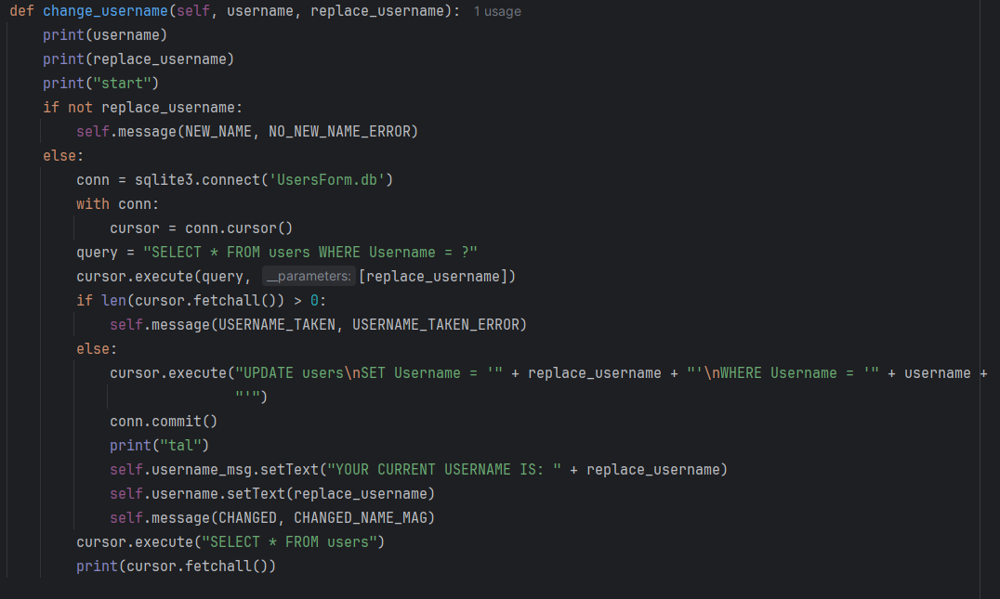 def change_username(self, username, replace_username):  1 usage
    print(username)
    print(replace_username)
    print("start")
    if not replace_username:
        self.message(NEW_NAME, NO_NEW_NAME_ERROR)
    else:
        conn = sqlite3.connect('UsersForm.db')
        with conn:
            cursor = conn.cursor()
        query = "SELECT * FROM users WHERE Username = ?"
        cursor.execute(query, __parameters: [replace_username])
        if len(cursor.fetchall()) > 0:
            self.message(USERNAME_TAKEN, USERNAME_TAKEN_ERROR)
        else:
            cursor.execute("UPDATE users\nSET Username = '" + replace_username + "'\nWHERE Username = '" + username +
                           "'")
            conn.commit()
            print("tal")
            self.username_msg.setText("YOUR CURRENT USERNAME IS: " + replace_username)
            self.username.setText(replace_username)
            self.message(CHANGED, CHANGED_NAME_MAG)
        cursor.execute("SELECT * FROM users")
        print(cursor.fetchall())